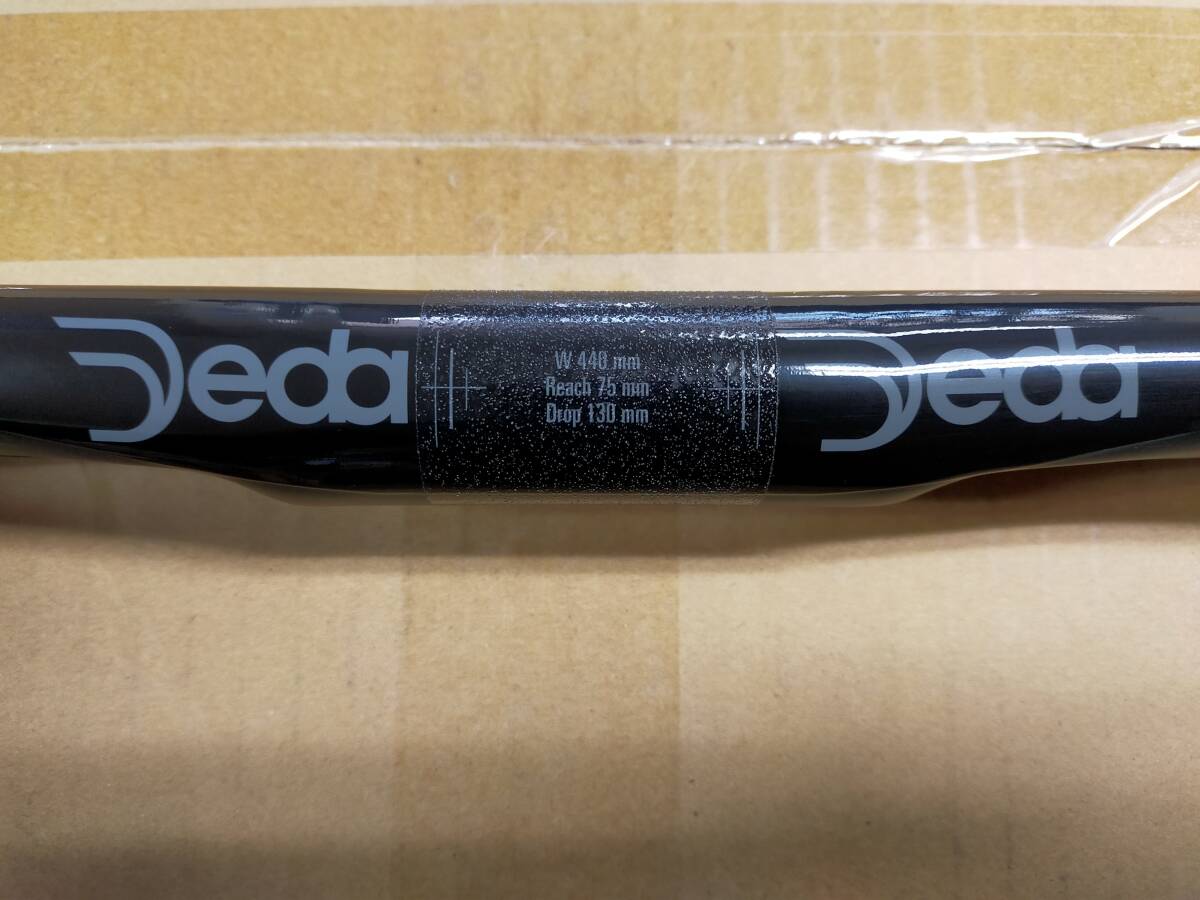 Deda
W 440 mm
Reach 75 mm
Drop 130 mm
Deda